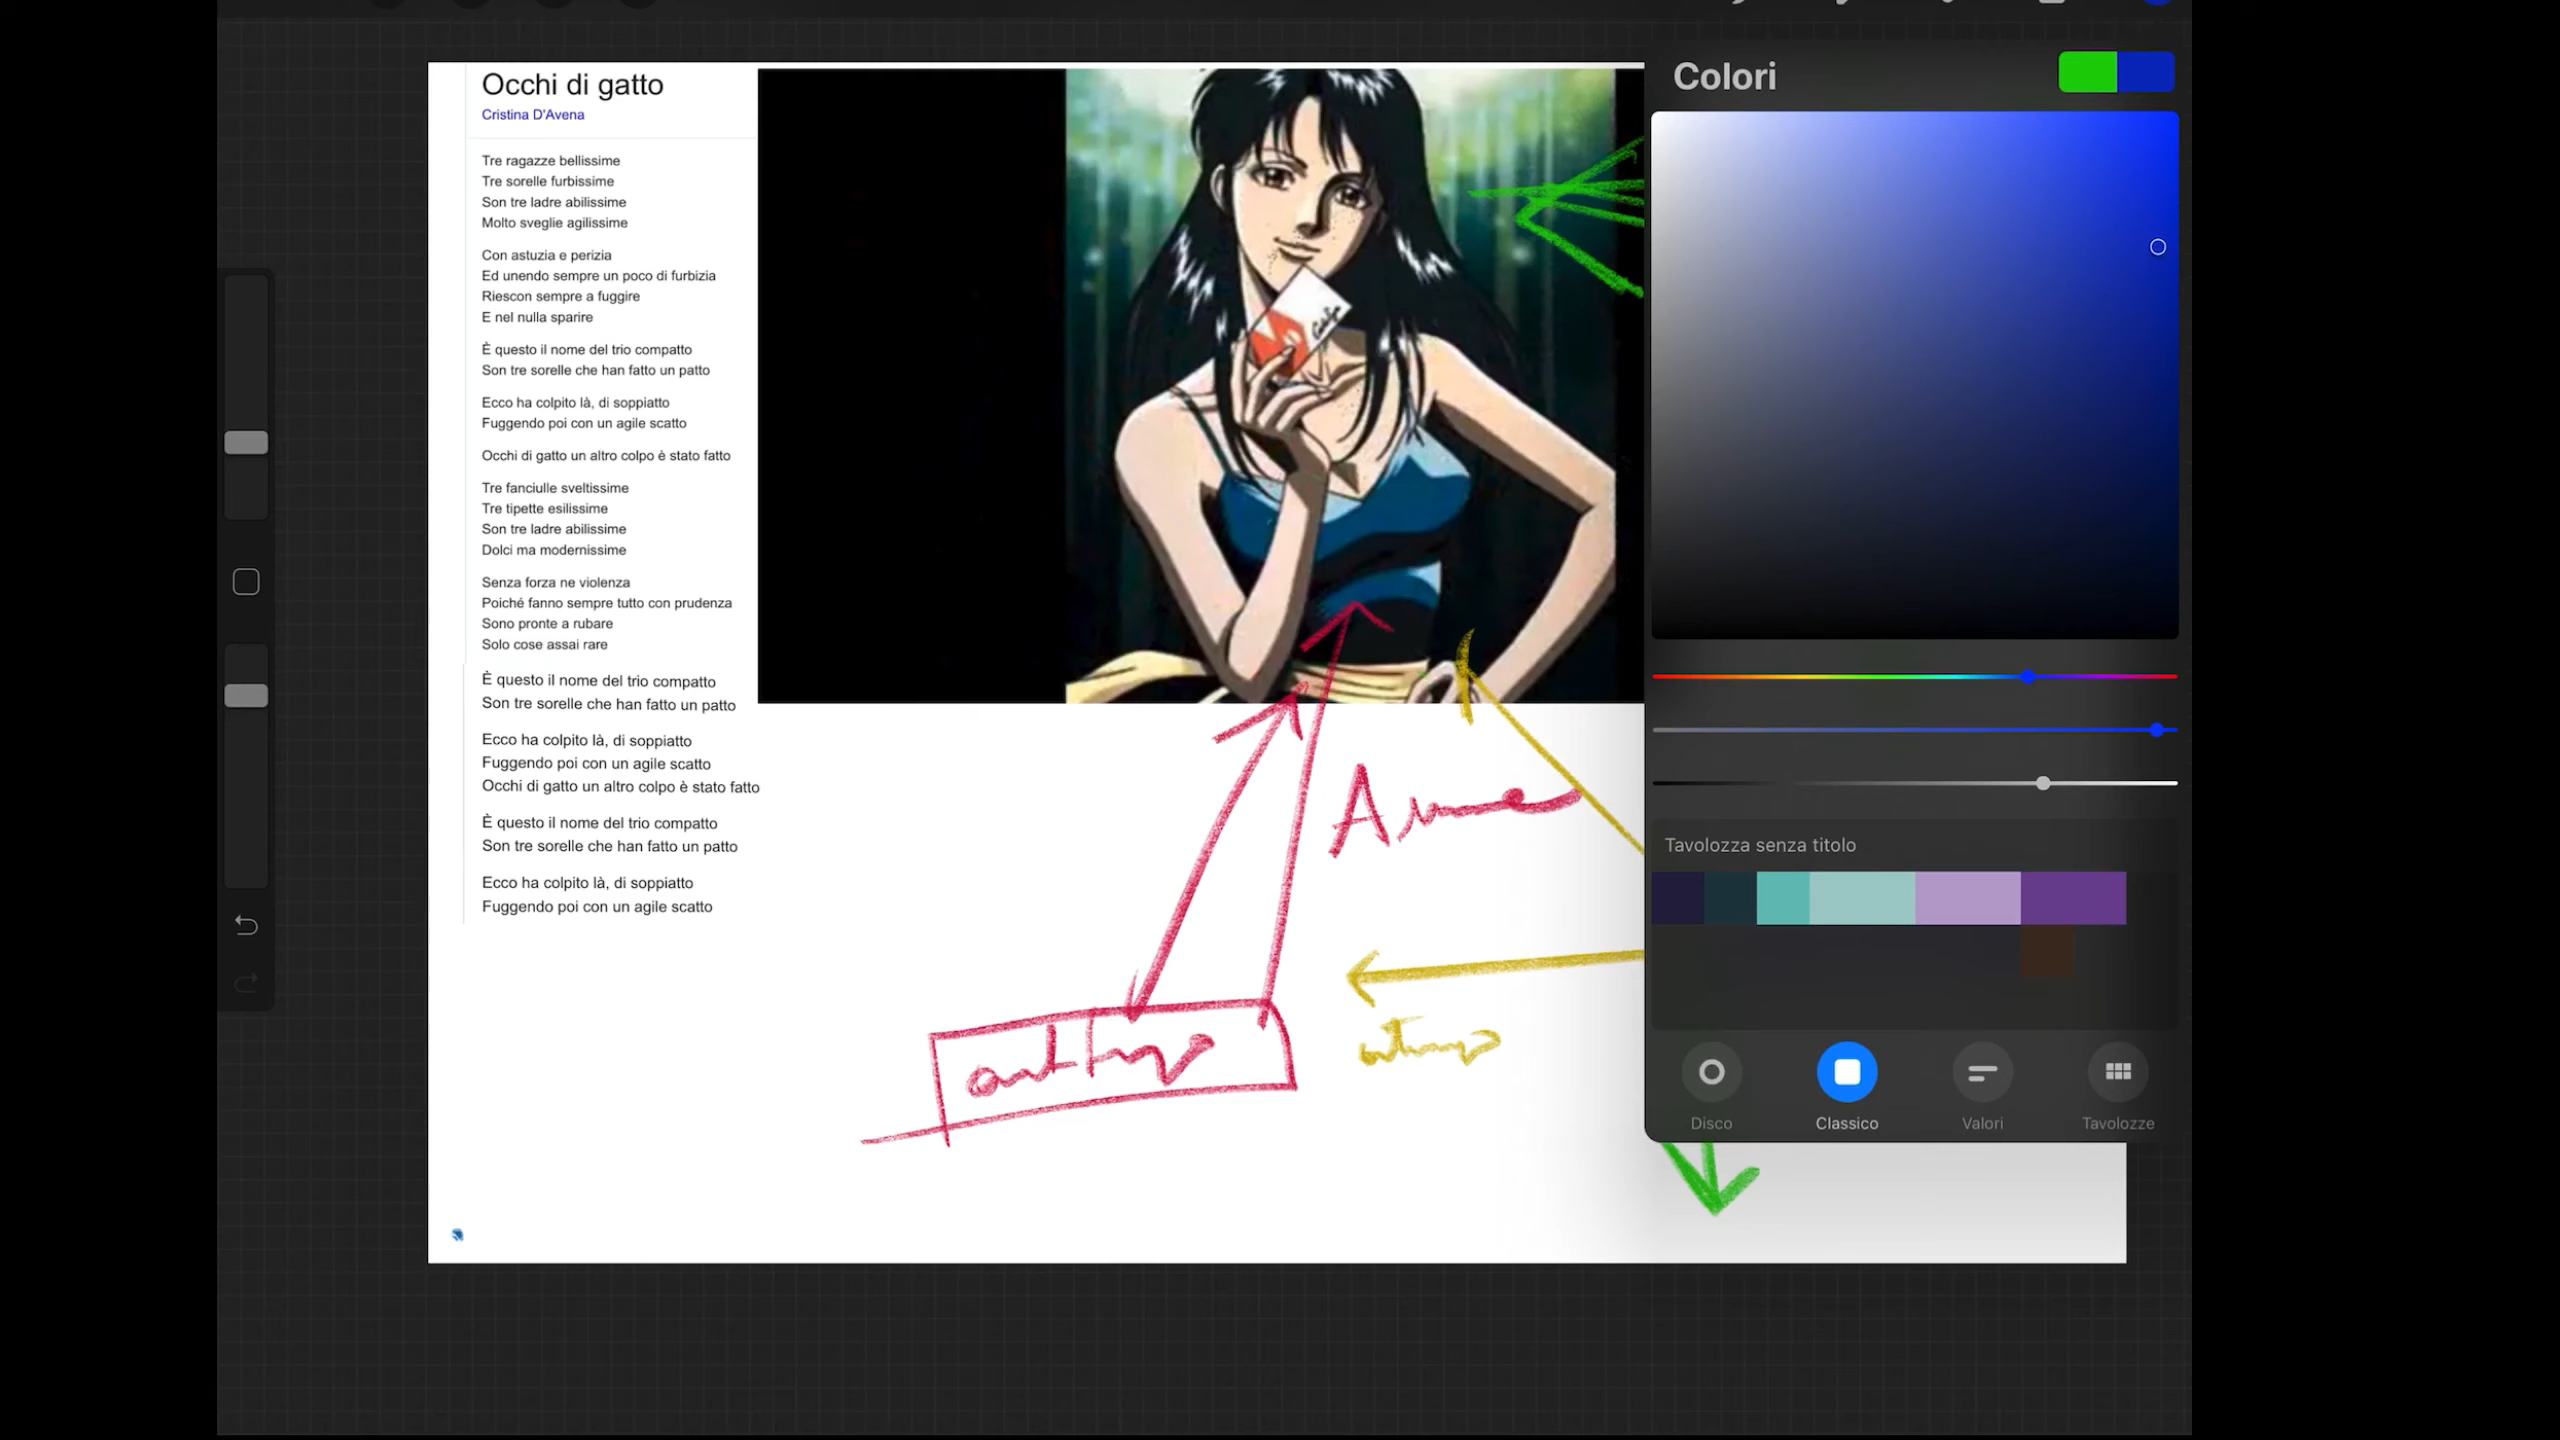 Occhi di gatto
Cristina D'Avena
Tre ragazze bellissime
Tre sorelle furbissime
Son tre ladre abilissime
Molto sveglie agilissime
Con astuzia e perizia
Ed unendo sempre un poco di furbizia
Riescon sempre a fuggire
E nel nulla sparire
È questo il nome del trio compatto
Son tre sorelle che han fatto un patto
Ecco ha colpito là, di soppiatto
Fuggendo poi con un agile scatto
Occhi di gatto un altro colpo è stato fatto
Tre fanciulle sveltissime
Tre tipette esilissime
Son tre ladre abilissime
Dolci ma modernissime
Senza forza ne violenza
Poiché fanno sempre tutto con prudenza
Sono pronte a rubare
Solo cose assai rare
È questo il nome del trio compatto
Son tre sorelle che han fatto un patto
Ecco ha colpito là, di soppiatto
Fuggendo poi con un agile scatto
Occhi di gatto un altro colpo è stato fatto
È questo il nome del trio compatto
Son tre sorelle che han fatto un patto
Ecco ha colpito là, di soppiatto
Fuggendo poi con un agile scatto
Colori
Tavolozza senza titolo
Disco
Classico
Valori
Tavolozze